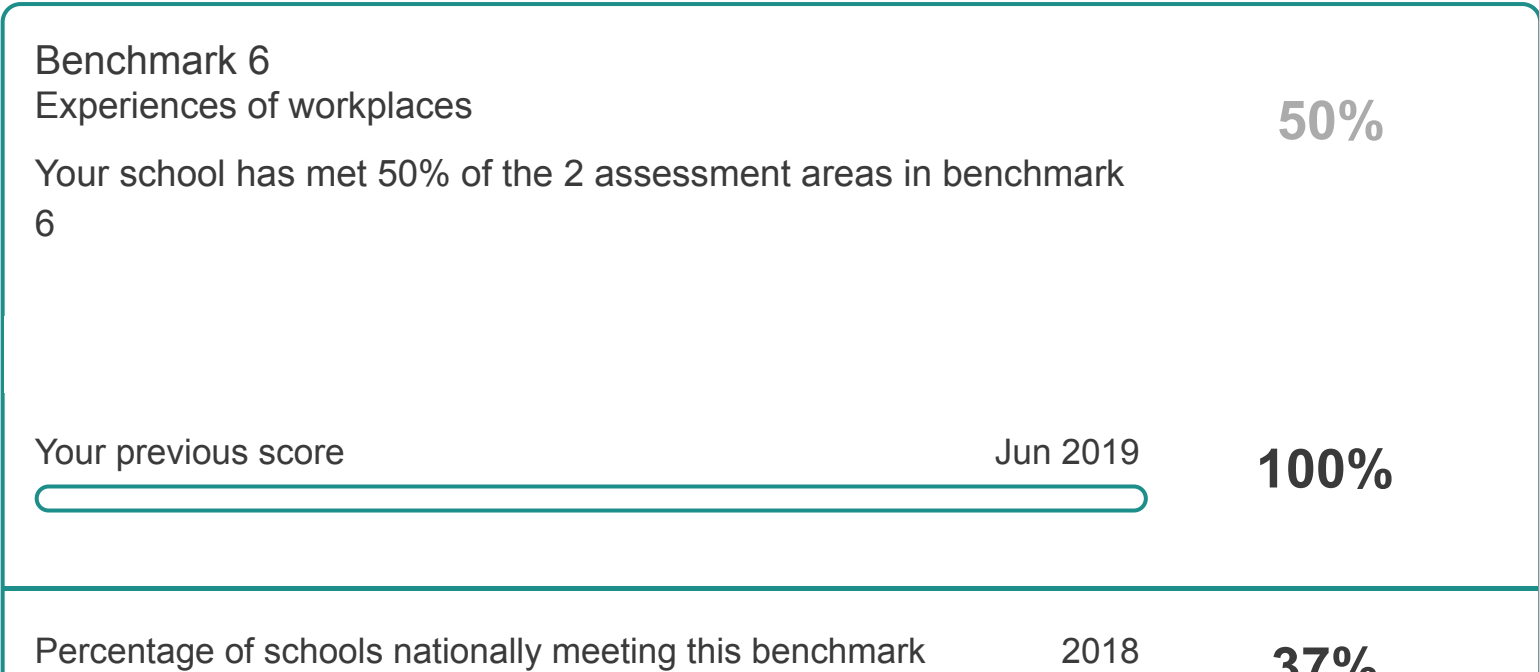 Benchmark 6
Experiences of workplaces
50%
Your school has met 50% of the 2 assessment areas in benchmark
6
Your previous score Jun 2019 100%
Percentage of schools nationally meeting this benchmark 2018 37%